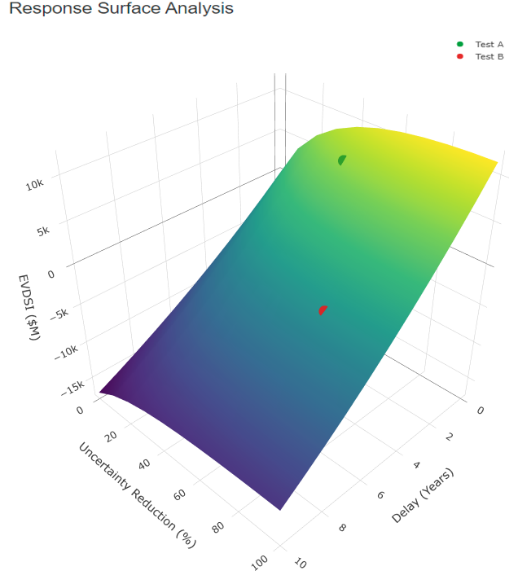 Response Surface Analysis
Test A
Test B
10k
5k
0
−5k
−10k
−15k
EVDSI ($M)
0
20
40
60
80
100
Uncertainty Reduction (%)
0
2
4
6
8
10
Delay (Years)